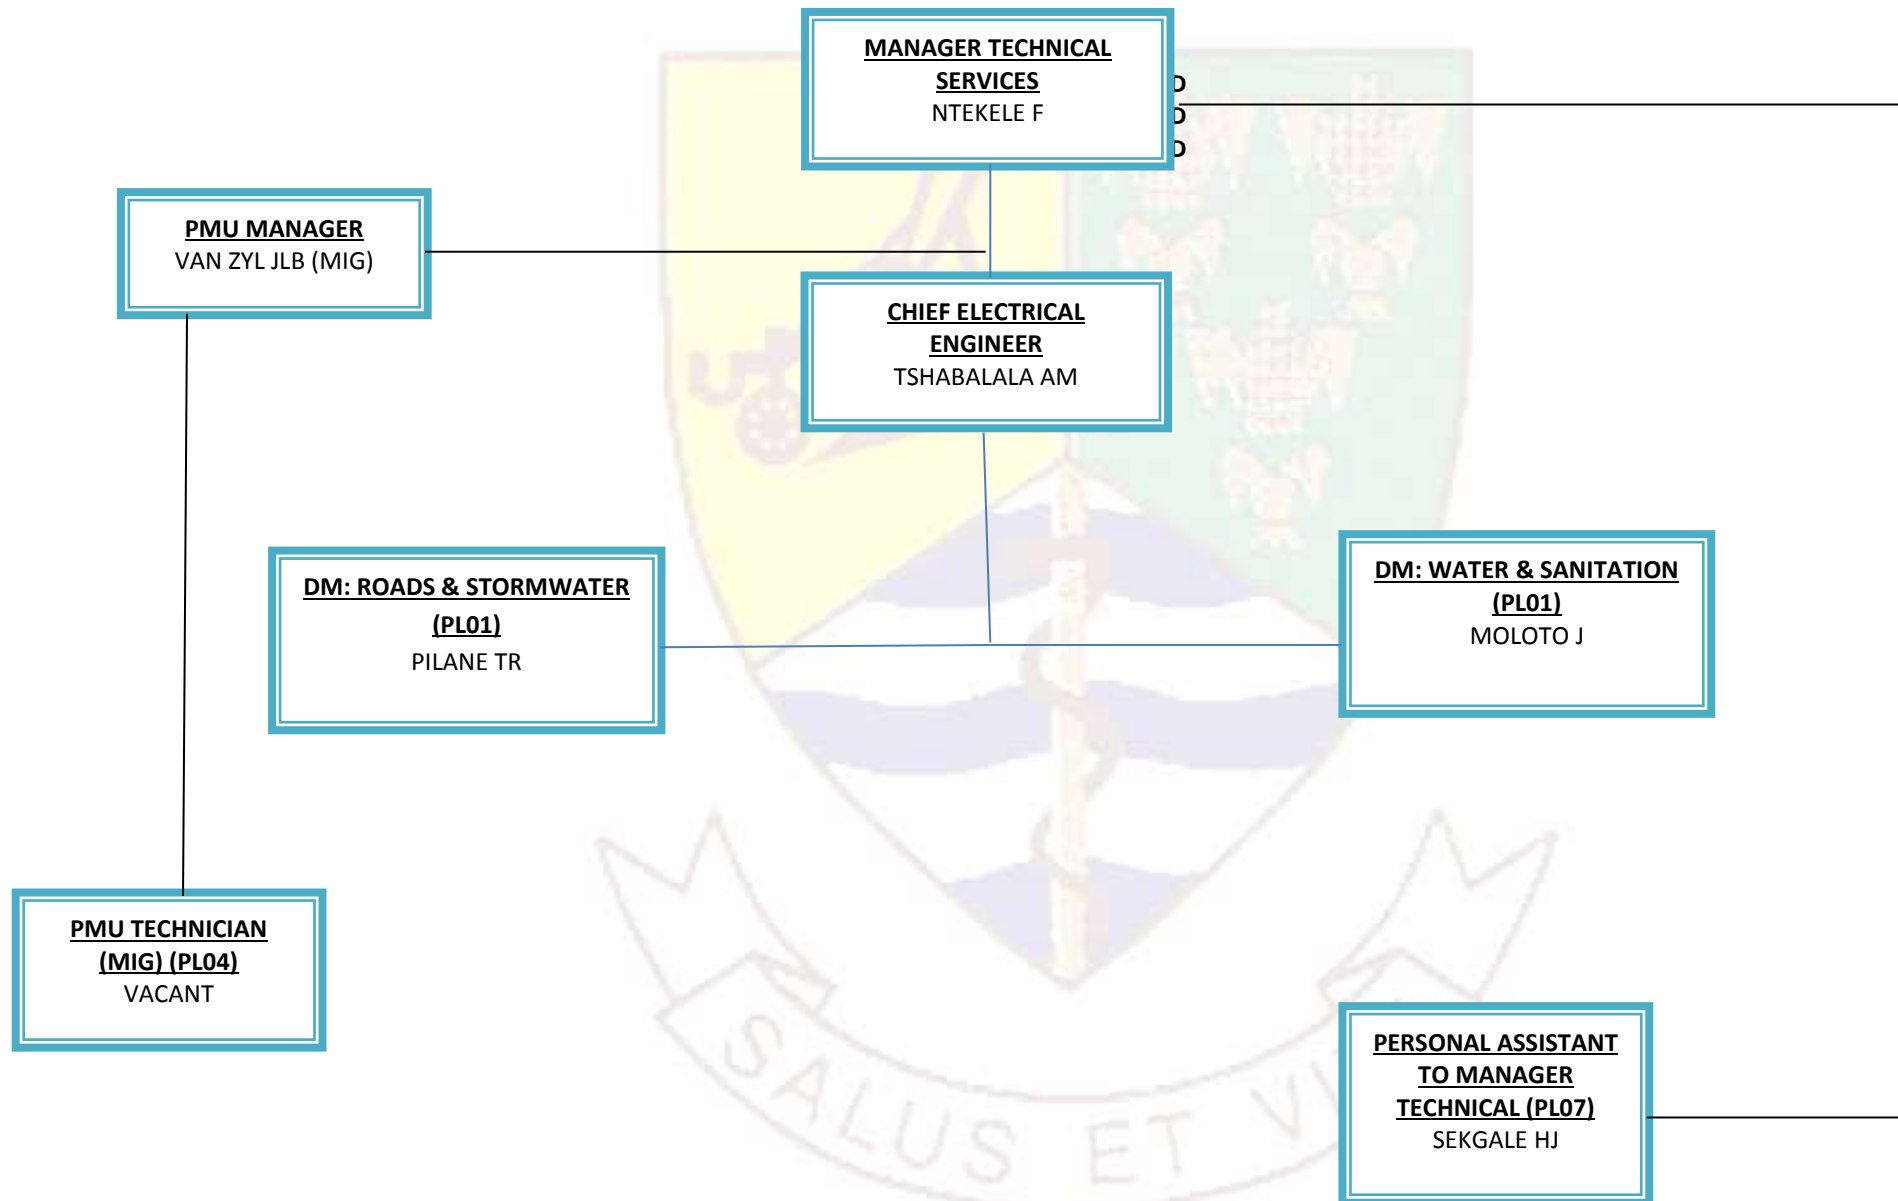 MANAGER TECHNICAL
SERVICES
NTEKELE F
D
D
D
PMU MANAGER
VAN ZYL JLB (MIG)
CHIEF ELECTRICAL
ENGINEER
TSHABALALA AM
DM: ROADS & STORMWATER
(PL01)
PILANE TR
DM: WATER & SANITATION
(PL01)
MOLOTO J
PMU TECHNICIAN
(MIG) (PL04)
VACANT
PERSONAL ASSISTANT
TO MANAGER
TECHNICAL (PL07)
SEKGALE HJ
SALUS ET